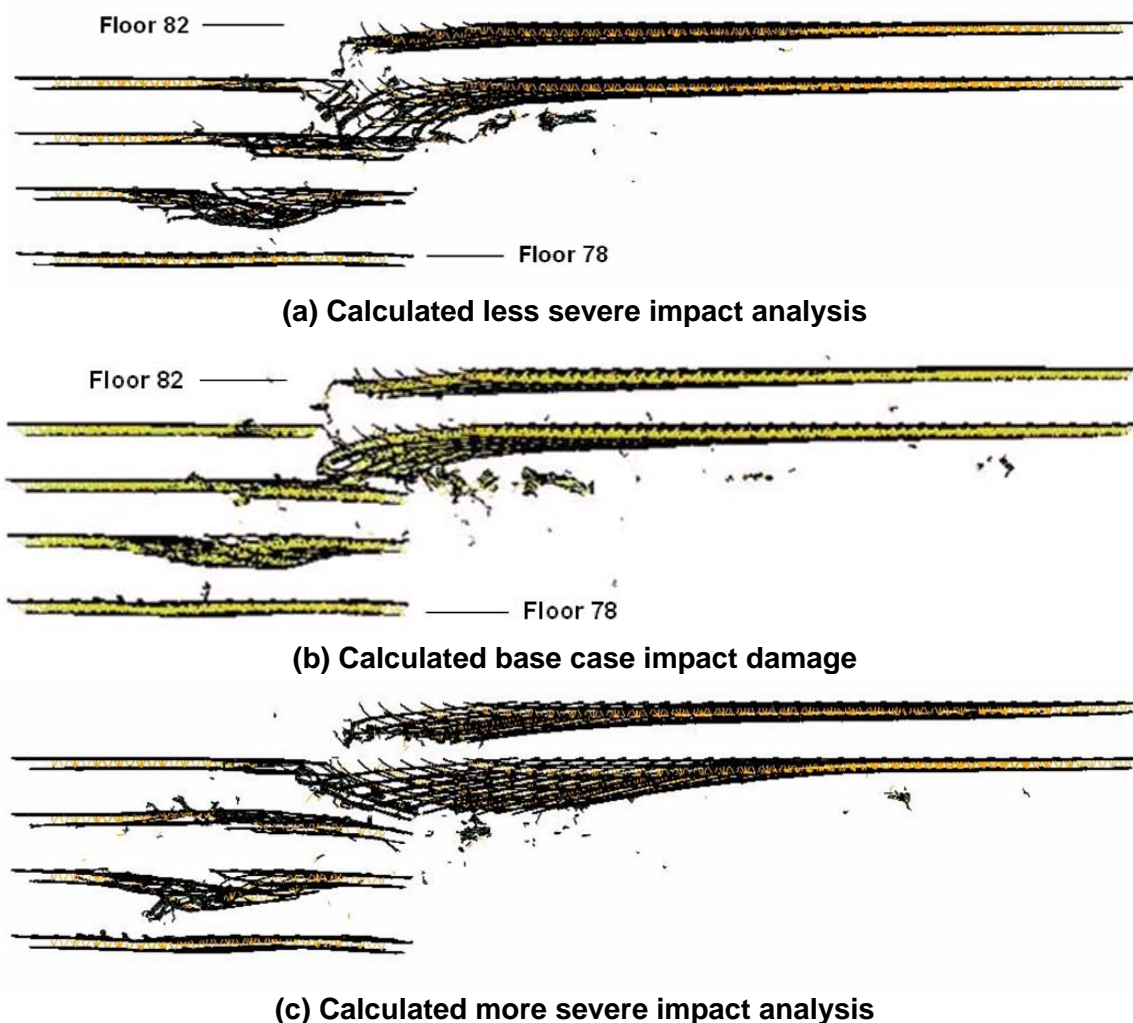 Floor 82
Floor 78
(a) Calculated less severe impact analysis
Floor 82
Floor 78
(b) Calculated base case impact damage
(c) Calculated more severe impact analysis